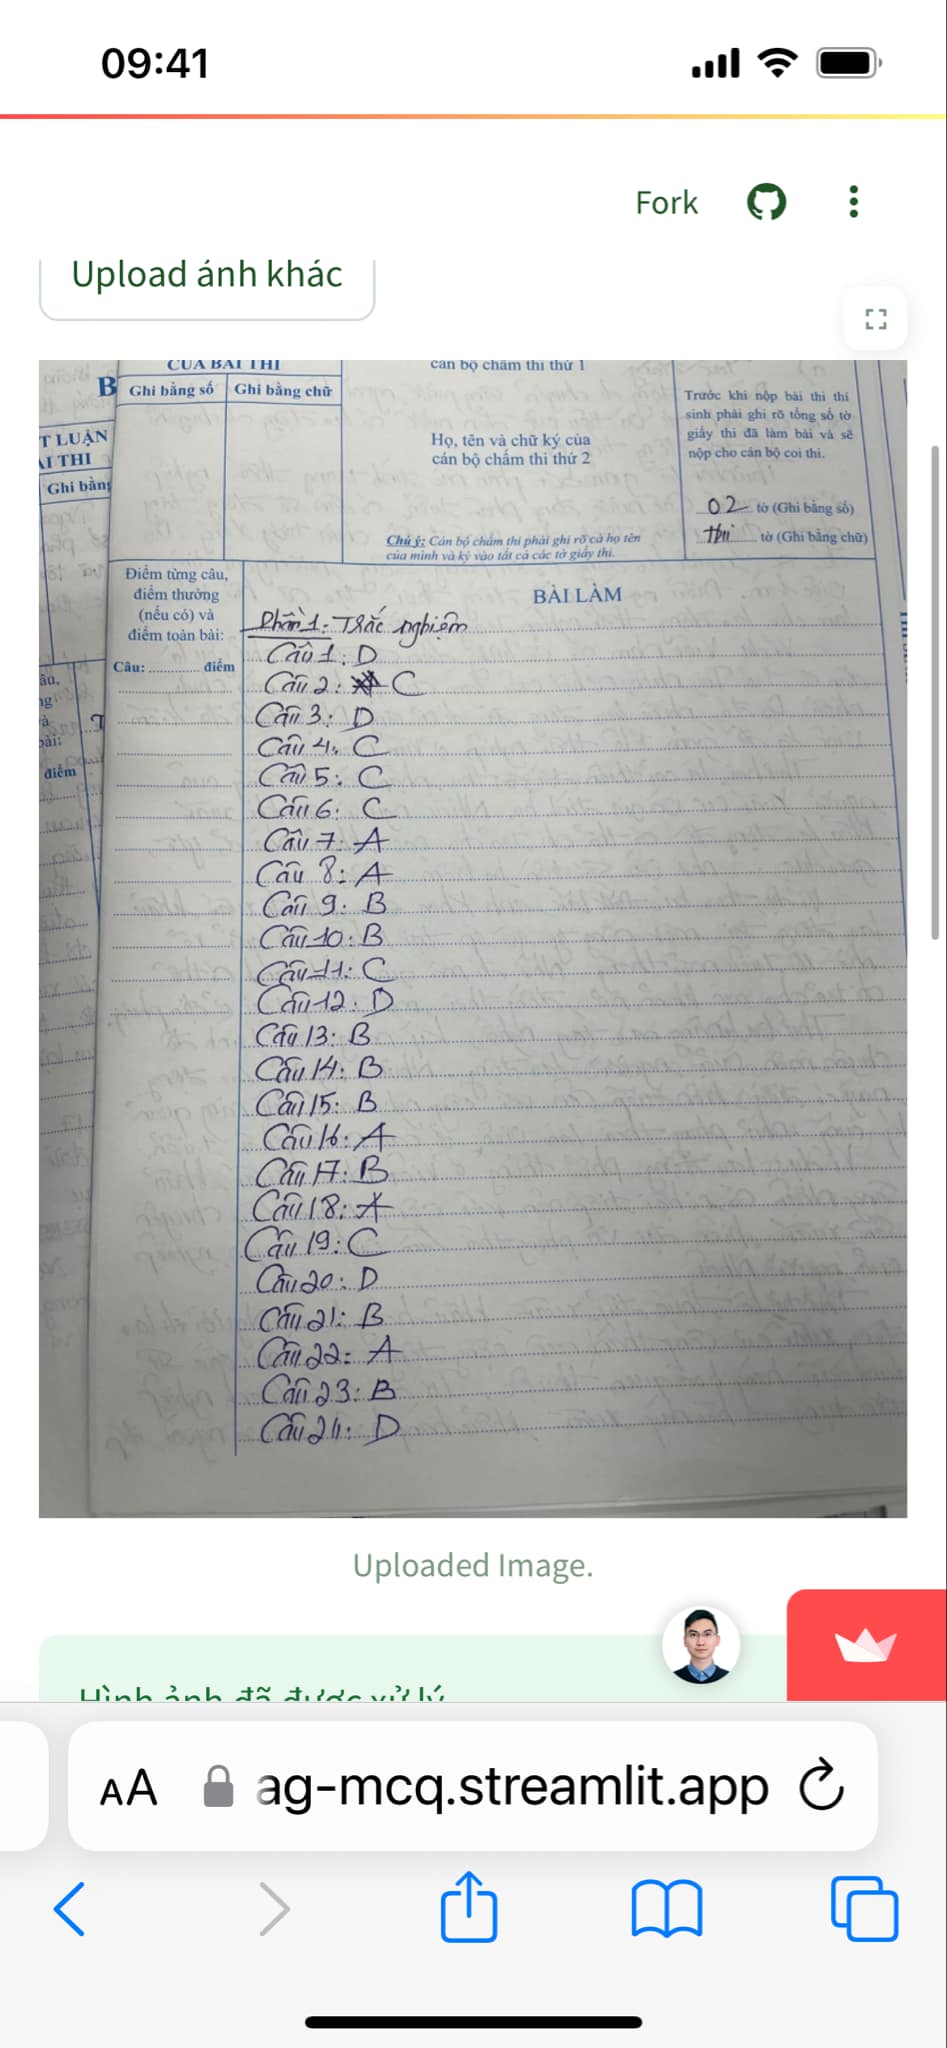 09:41
Fork
Upload ảnh khác
CỦA BÀI THI
cán bộ chấm thi thứ 1
B
Ghi bằng số
Ghi bằng chữ
Trước khi nộp bài thi thí
sinh phải ghi rõ tổng số tờ
giấy thi đã làm bài và sẽ
nộp cho cán bộ coi thi.
T LUẬN
ÀI THI
Ghi bằng
Họ, tên và chữ ký của
cán bộ chấm thi thứ 2
02 tờ (Ghi bằng số)
tờ (Ghi bằng chữ)
Chú ý: Cán bộ chấm thi phải ghi rõ cả họ tên
của mình và ký vào tất cả các tờ giấy thi.
Điểm từng câu,
điểm thưởng
(nếu có) và
điểm toàn bài:
Câu: điểm
điểm
BÀI LÀM
Phần 1: Trắc nghiệm
Câu 1: D
Câu 2: C
Câu 3: D
Câu 4: C
Câu 5: C
Câu 6: C
Câu 7: A
Câu 8: A
Câu 9: B
Câu 10: B
Câu 11: C
Câu 12: D
Câu 13: B
Câu 14: B
Câu 15: B
Câu 16: A
Câu 17: B
Câu 18: A
Câu 19: C
Câu 20: D
Câu 21: B
Câu 22: A
Câu 23: B
Câu 24: D
Uploaded Image.
Hình ảnh đã được xử lý
AA ag-mcq.streamlit.app